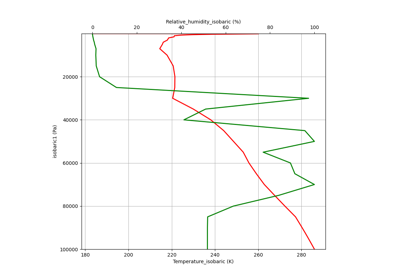 Relative_humidity_isobaric (%)
0 20 40 60 80 100
20000
40000
60000
80000
100000
isobaric1 (Pa)
180 200 220 240 260 280
Temperature_isobaric (K)